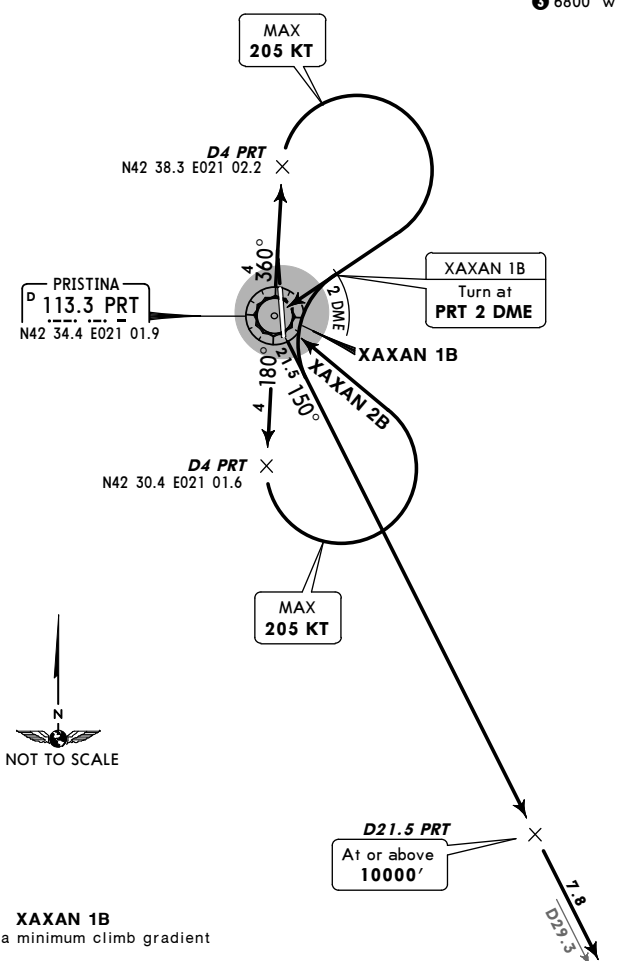 ❸ 6800' w
MAX
205 KT
D4 PRT
N42 38.3 E021 02.2
4
360°
PRISTINA
D 113.3 PRT
N42 34.4 E021 01.9
2 DME
XAXAN 1B
Turn at
PRT 2 DME
XAXAN 1B
XAXAN 2B
180°
4
21.5
150°
D4 PRT
N42 30.4 E021 01.6
MAX
205 KT
N
NOT TO SCALE
D21.5 PRT
At or above
10000'
7.8
D29.3
XAXAN 1B
a minimum climb gradient